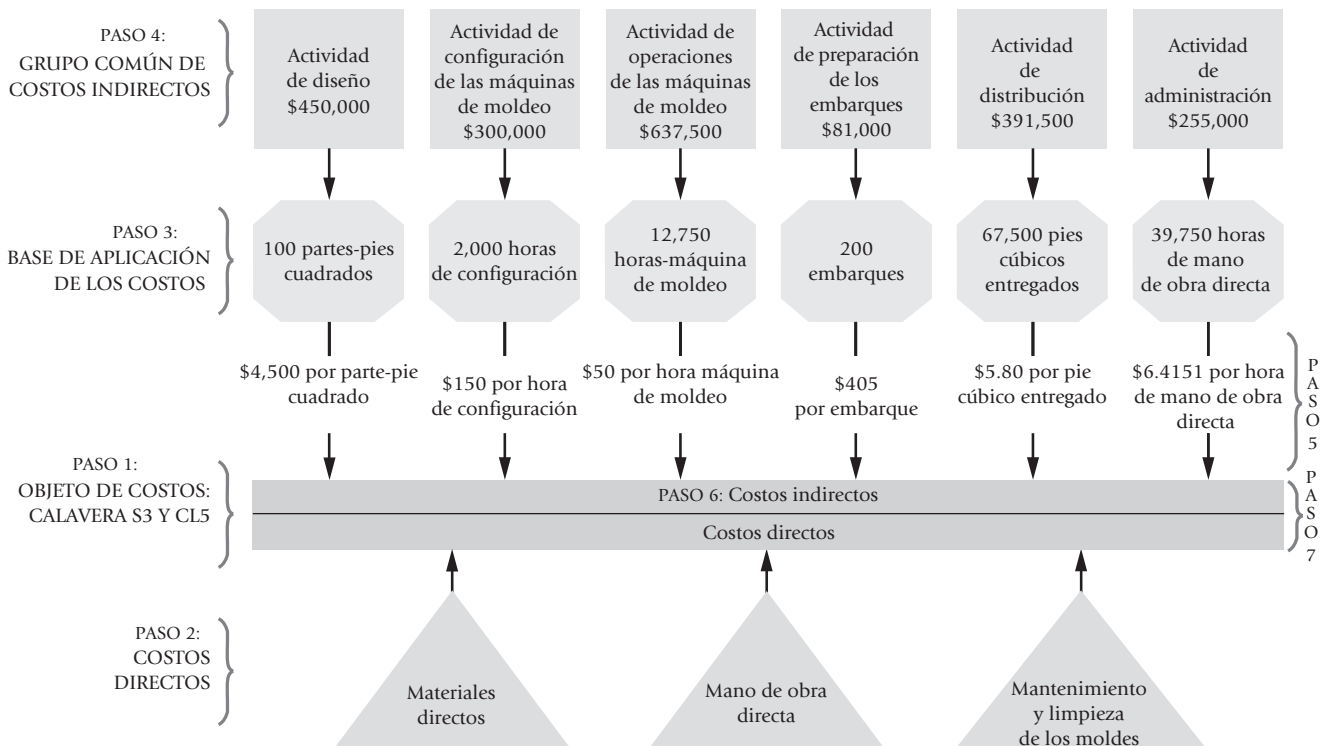 PASO 4:
GRUPO COMÚN DE
COSTOS INDIRECTOS
Actividad
de diseño
$450,000
Actividad de
configuración
de las máquinas
de moldeo
$300,000
Actividad de
operaciones
de las máquinas
de moldeo
$637,500
Actividad
de preparación
de los
embarques
$81,000
Actividad
de
distribución
$391,500
Actividad
de
administración
$255,000
PASO 3:
BASE DE APLICACIÓN
DE LOS COSTOS
100 partes-pies
cuadrados
2,000 horas
de configuración
12,750
horas-máquina
de moldeo
200
embarques
67,500 pies
cúbicos
entregados
39,750 horas
de mano
de obra directa
$4,500 por parte-pie
cuadrado
$150 por hora
de configuración
$50 por hora máquina
de moldeo
$405
por embarque
$5.80 por pie
cúbico entregado
$6.4151 por hora
de mano de obra
directa
P
A
S
O
5
PASO 1:
OBJETO DE COSTOS:
CALAVERA S3 Y CL5
PASO 6: Costos indirectos
Costos directos
P
A
S
O
7
PASO 2:
COSTOS
DIRECTOS
Materiales
directos
Mano de obra
directa
Mantenimiento
y limpieza
de los moldes